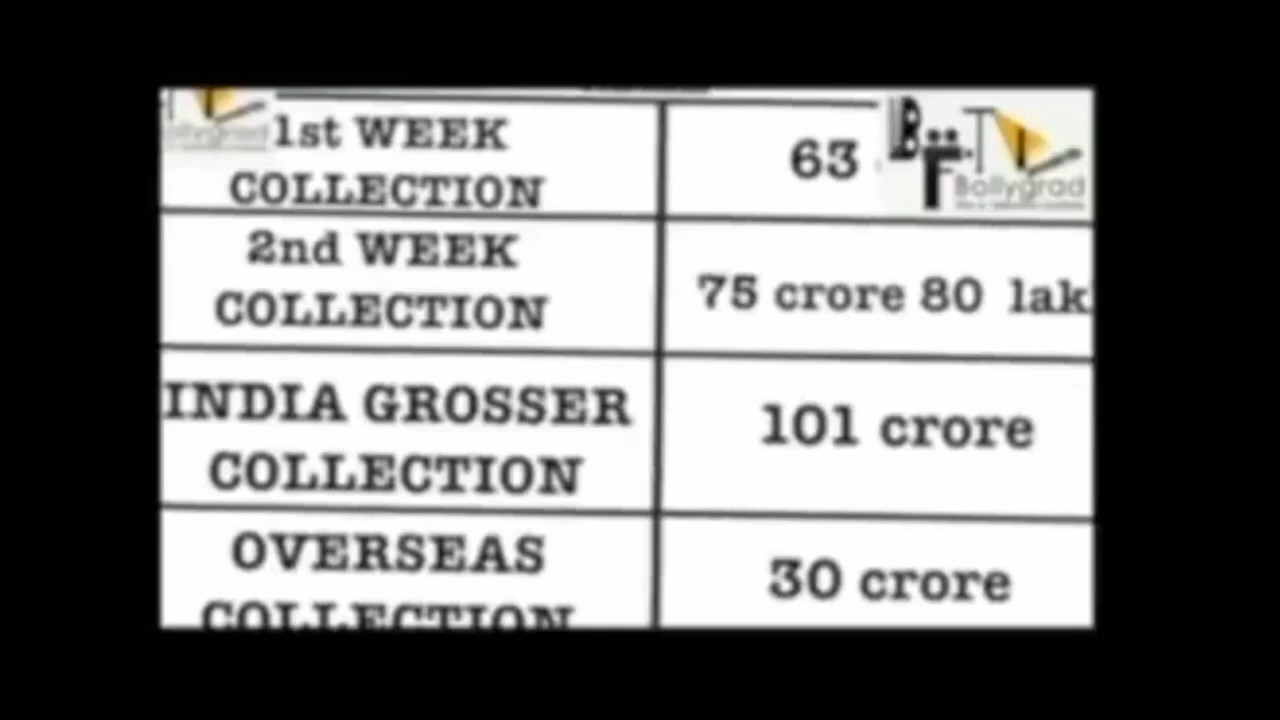 1st WEEK
COLLECTION
63
2nd WEEK
COLLECTION
75 crore 80 lak
INDIA GROSSER
COLLECTION
101 crore
OVERSEAS
COLLECTION
30 crore
Bollygrad